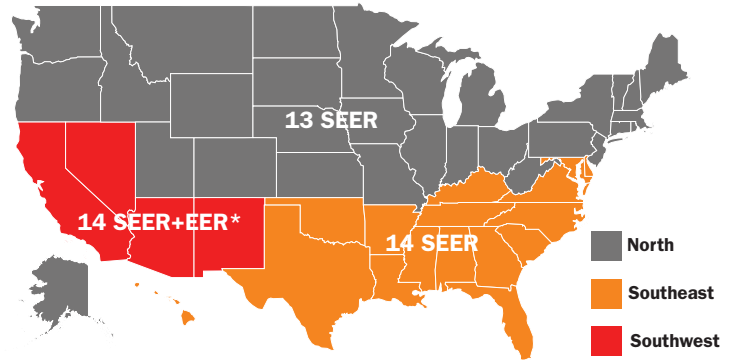 13 SEER
14 SEER+EER*
14 SEER
North
Southeast
Southwest